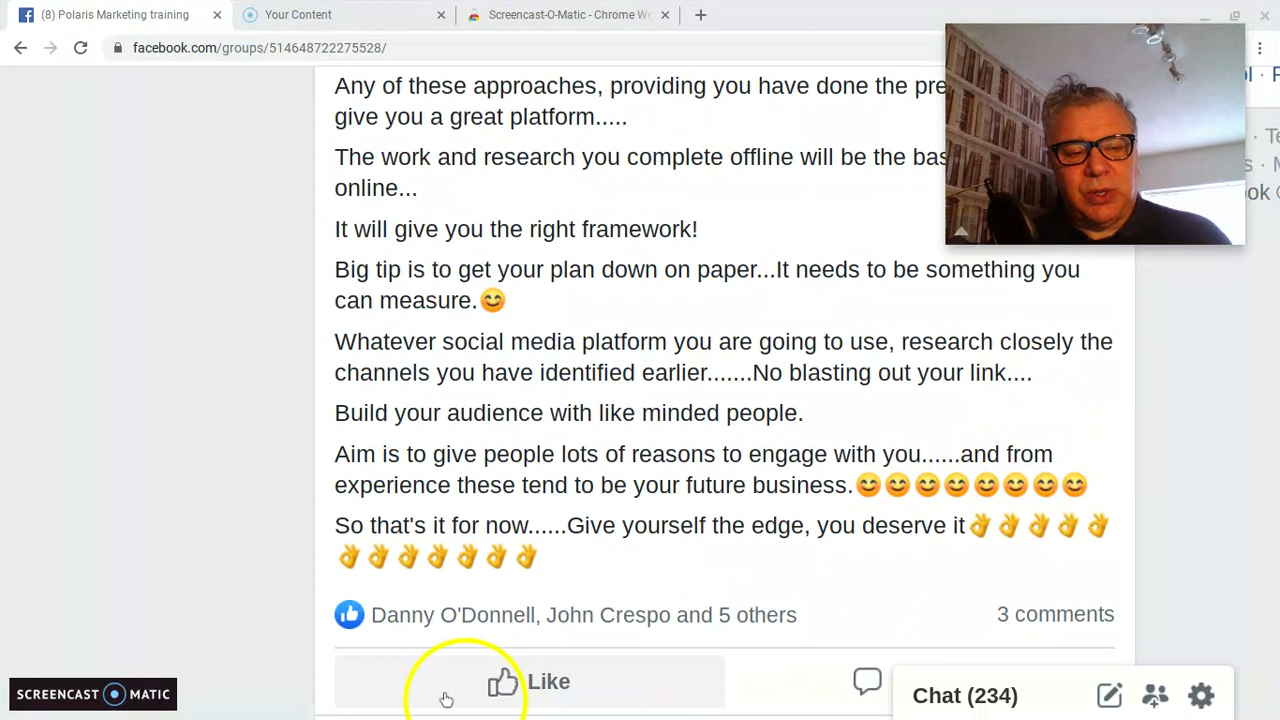 (8) Polaris Marketing training
Your Content
Screencast-O-Matic - Chrome We
facebook.com/groups/514648722275528/
Any of these approaches, providing you have done the pre
give you a great platform.....
The work and research you complete offline will be the bas
online...
It will give you the right framework!
Big tip is to get your plan down on paper...It needs to be something you
can measure.😊
Whatever social media platform you are going to use, research closely the
channels you have identified earlier.......No blasting out your link....
Build your audience with like minded people.
Aim is to give people lots of reasons to engage with you......and from
experience these tend to be your future business.😊😊😊😊😊😊😊😊
So that's it for now......Give yourself the edge, you deserve it👌👌👌👌👌
👌👌👌👌👌👌👌
Danny O'Donnell, John Crespo and 5 others
3 comments
Like
Chat (234)
SCREENCAST MATIC